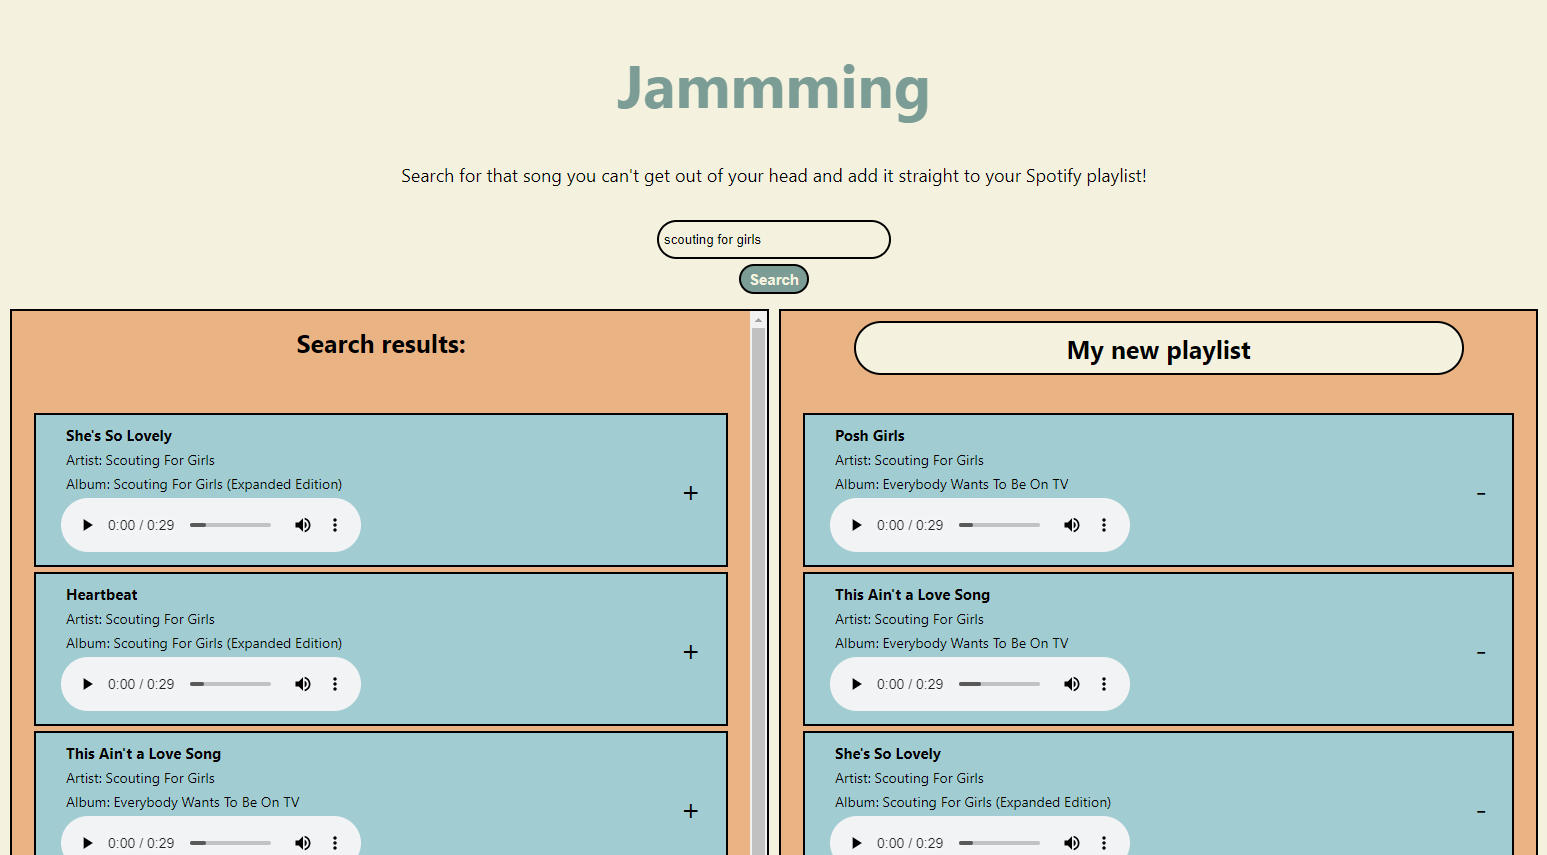 Jammming
Search for that song you can't get out of your head and add it straight to your Spotify playlist!
scouting for girls
Search
Search results:
She's So Lovely
Artist: Scouting For Girls
Album: Scouting For Girls (Expanded Edition)
+
0:00 / 0:29
Heartbeat
Artist: Scouting For Girls
Album: Scouting For Girls (Expanded Edition)
+
0:00 / 0:29
This Ain't a Love Song
Artist: Scouting For Girls
Album: Everybody Wants To Be On TV
+
0:00 / 0:29
My new playlist
Posh Girls
Artist: Scouting For Girls
Album: Everybody Wants To Be On TV
-
0:00 / 0:29
This Ain't a Love Song
Artist: Scouting For Girls
Album: Everybody Wants To Be On TV
-
0:00 / 0:29
She's So Lovely
Artist: Scouting For Girls
Album: Scouting For Girls (Expanded Edition)
-
0:00 / 0:29